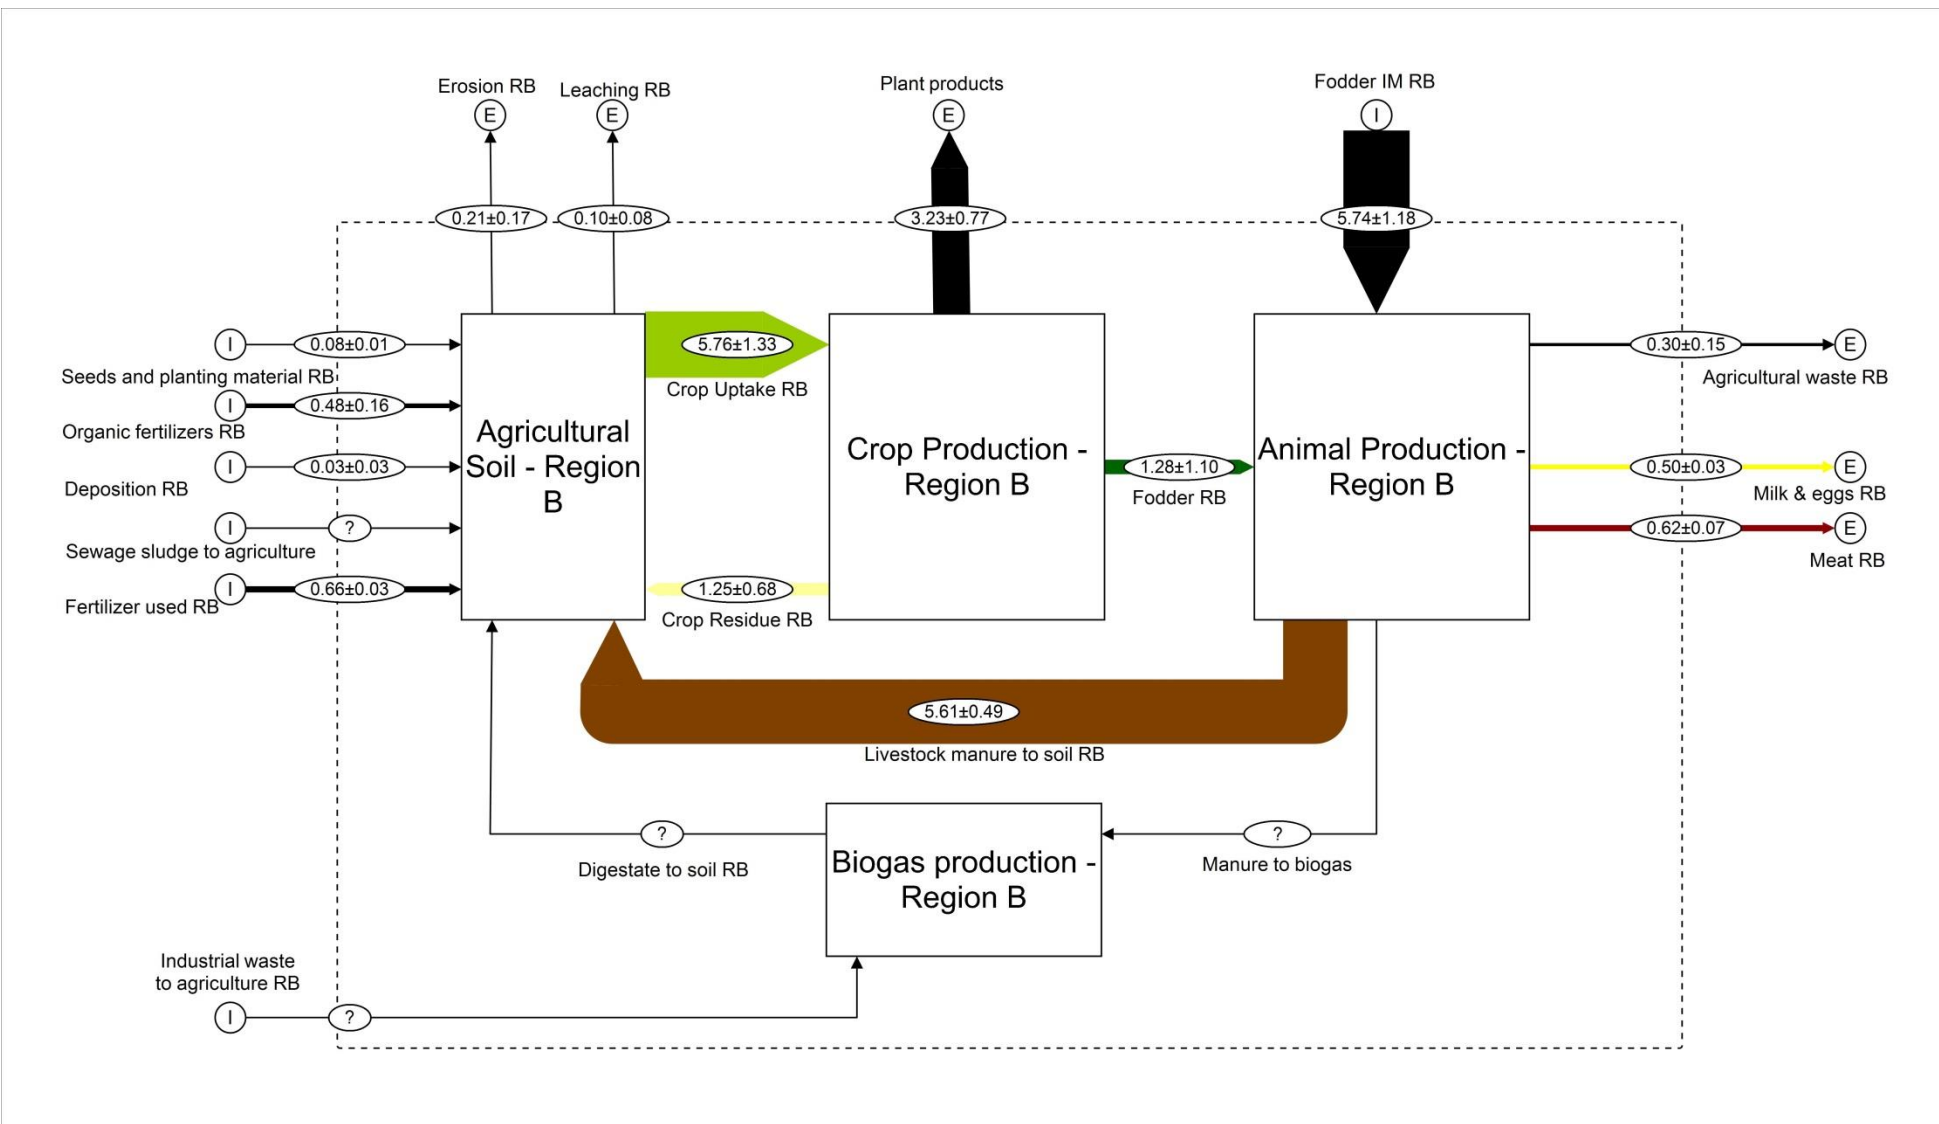 Erosion RB
Leaching RB
Plant products
Fodder IM RB
E
E
E
I
0.21±0.17
0.10±0.08
3.23±0.77
5.74±1.18
I
0.08±0.01
Seeds and planting material RB
I
0.48±0.16
Organic fertilizers RB
I
0.03±0.03
Deposition RB
I
?
Sewage sludge to agriculture
I
0.66±0.03
Fertilizer used RB
Agricultural
Soil - Region
B
5.76±1.33
Crop Uptake RB
1.25±0.68
Crop Residue RB
Crop Production -
Region B
1.28±1.10
Fodder RB
Animal Production -
Region B
0.30±0.15
E
Agricultural waste RB
0.50±0.03
E
Milk & eggs RB
0.62±0.07
E
Meat RB
5.61±0.49
Livestock manure to soil RB
?
Digestate to soil RB
Biogas production -
Region B
?
Manure to biogas
Industrial waste
to agriculture RB
I
?